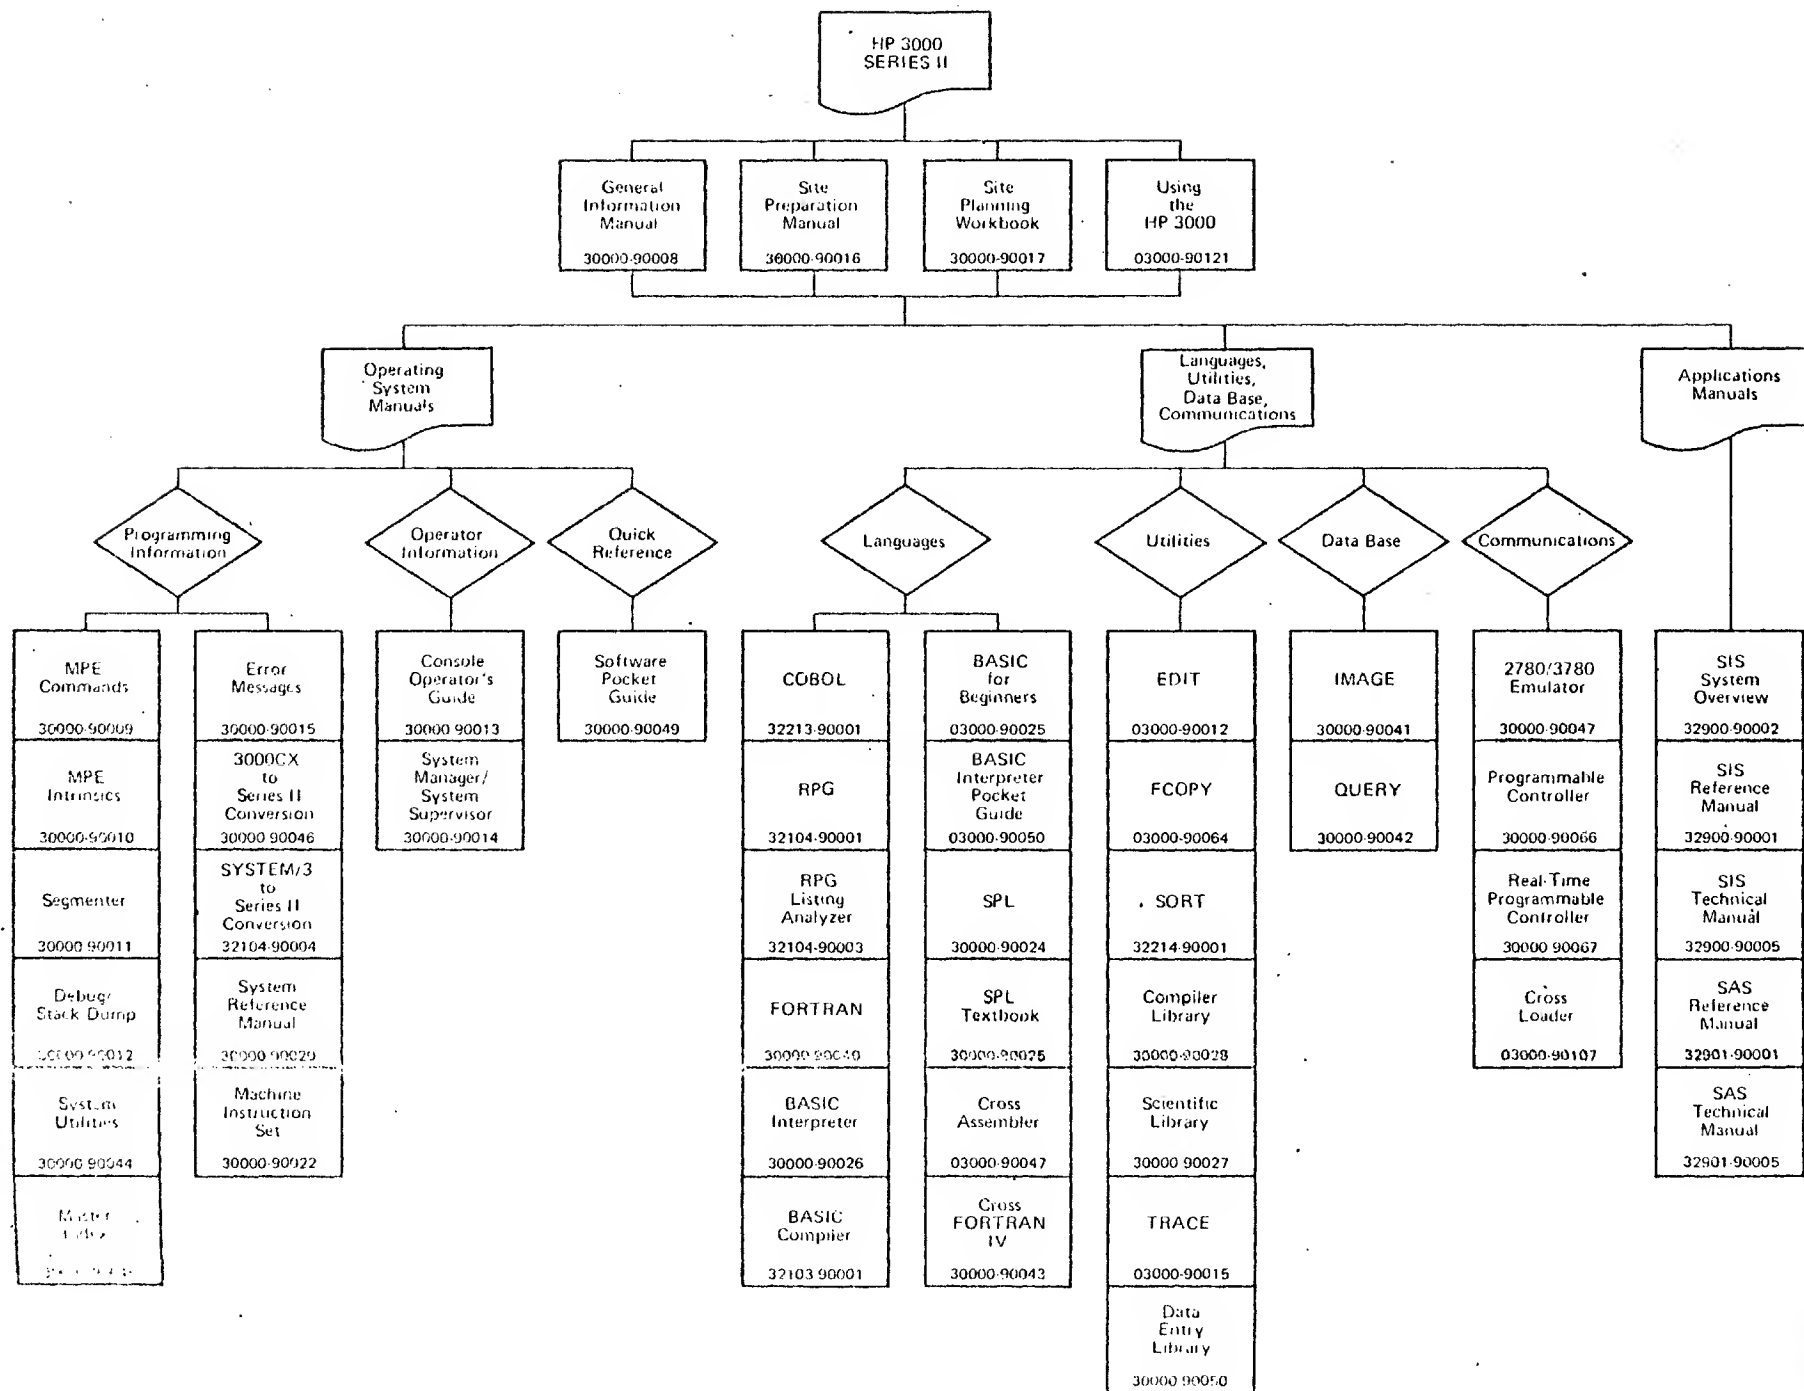 HP 3000
SERIES II
General
Information
Manual
30000-90008
Site
Preparation
Manual
30000-90016
Site
Planning
Workbook
30000-90017
Using
the
HP 3000
03000-90121
Operating
System
Manuals
Languages,
Utilities,
Data Base,
Communications
Applications
Manuals
Programming
Information
Operator
Information
Quick
Reference
Languages
Utilities
Data Base
Communications
MPE
Commands
30000-90009
MPE
Intrinsics
30000-90010
Segmenter
30000-90011
Debug/
Stack Dump
System
Utilities
30000-90044
Master
Index
Error
Messages
30000-90015
3000CX
to
Series II
Conversion
30000-90046
SYSTEM/3
to
Series II
Conversion
32104-90004
System
Reference
Manual
30000-90020
Machine
Instruction
Set
30000-90022
Console
Operator's
Guide
30000-90013
System
Manager/
System
Supervisor
30000-90014
Software
Pocket
Guide
30000-90049
COBOL
32213-90001
RPG
32104-90001
RPG
Listing
Analyzer
32104-90003
FORTRAN
30000-90040
BASIC
Interpreter
30000-90026
BASIC
Compiler
32103-90001
BASIC
for
Beginners
03000-90025
BASIC
Interpreter
Pocket
Guide
03000-90050
SPL
30000-90024
SPL
Textbook
30000-90025
Cross
Assembler
03000-90047
Cross
FORTRAN
IV
30000-90043
EDIT
03000-90012
FCOPY
03000-90064
SORT
32214-90001
Compiler
Library
30000-90028
Scientific
Library
30000-90027
TRACE
03000-90015
Data
Entry
Library
30000-90050
IMAGE
30000-90041
QUERY
30000-90042
2780/3780
Emulator
30000-90047
Programmable
Controller
30000-90066
Real-Time
Programmable
Controller
30000-90067
Cross
Loader
03000-90107
SIS
System
Overview
32900-90002
SIS
Reference
Manual
32900-90001
SIS
Technical
Manual
32900-90005
SAS
Reference
Manual
32901-90001
SAS
Technical
Manual
32901-90005